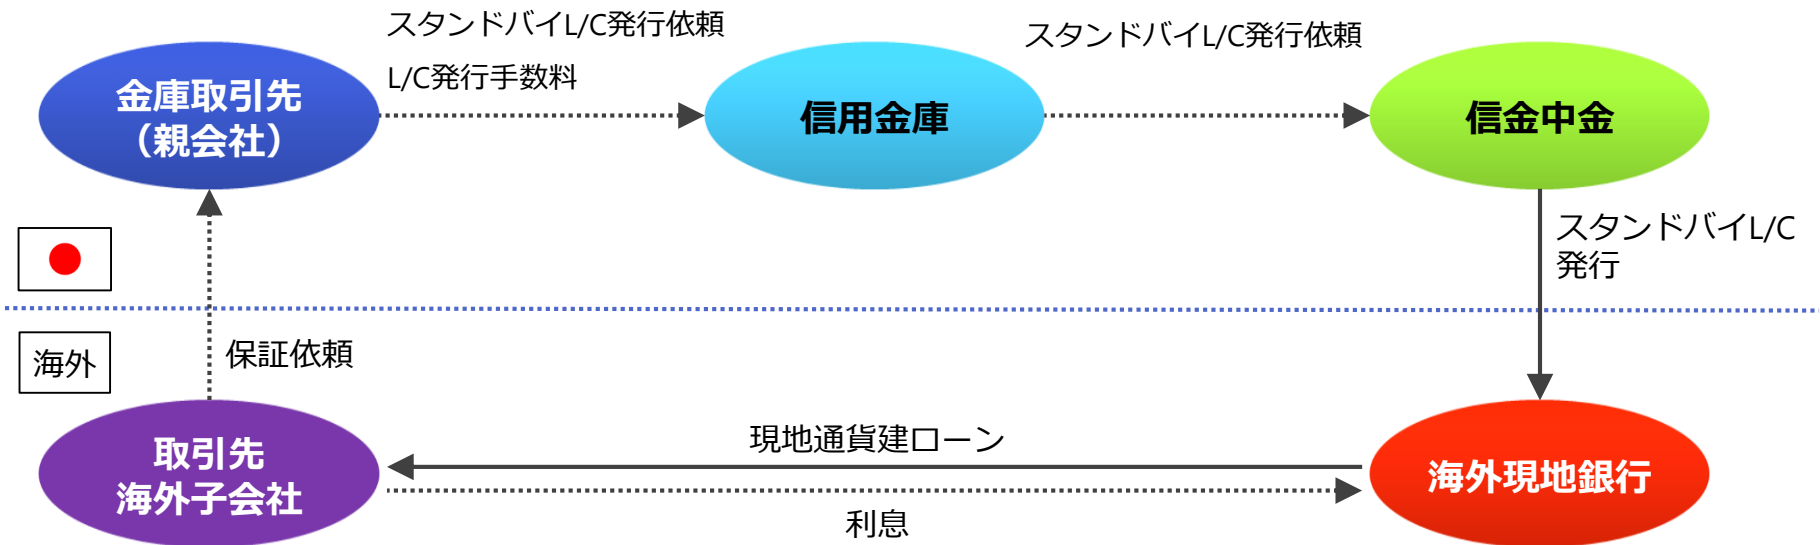 スタンドバイL/C発行依頼
L/C発行手数料
スタンドバイL/C発行依頼
金庫取引先
（親会社）
信用金庫
信金中金
スタンドバイL/C
発行
海外
保証依頼
取引先
海外子会社
現地通貨建ローン
利息
海外現地銀行